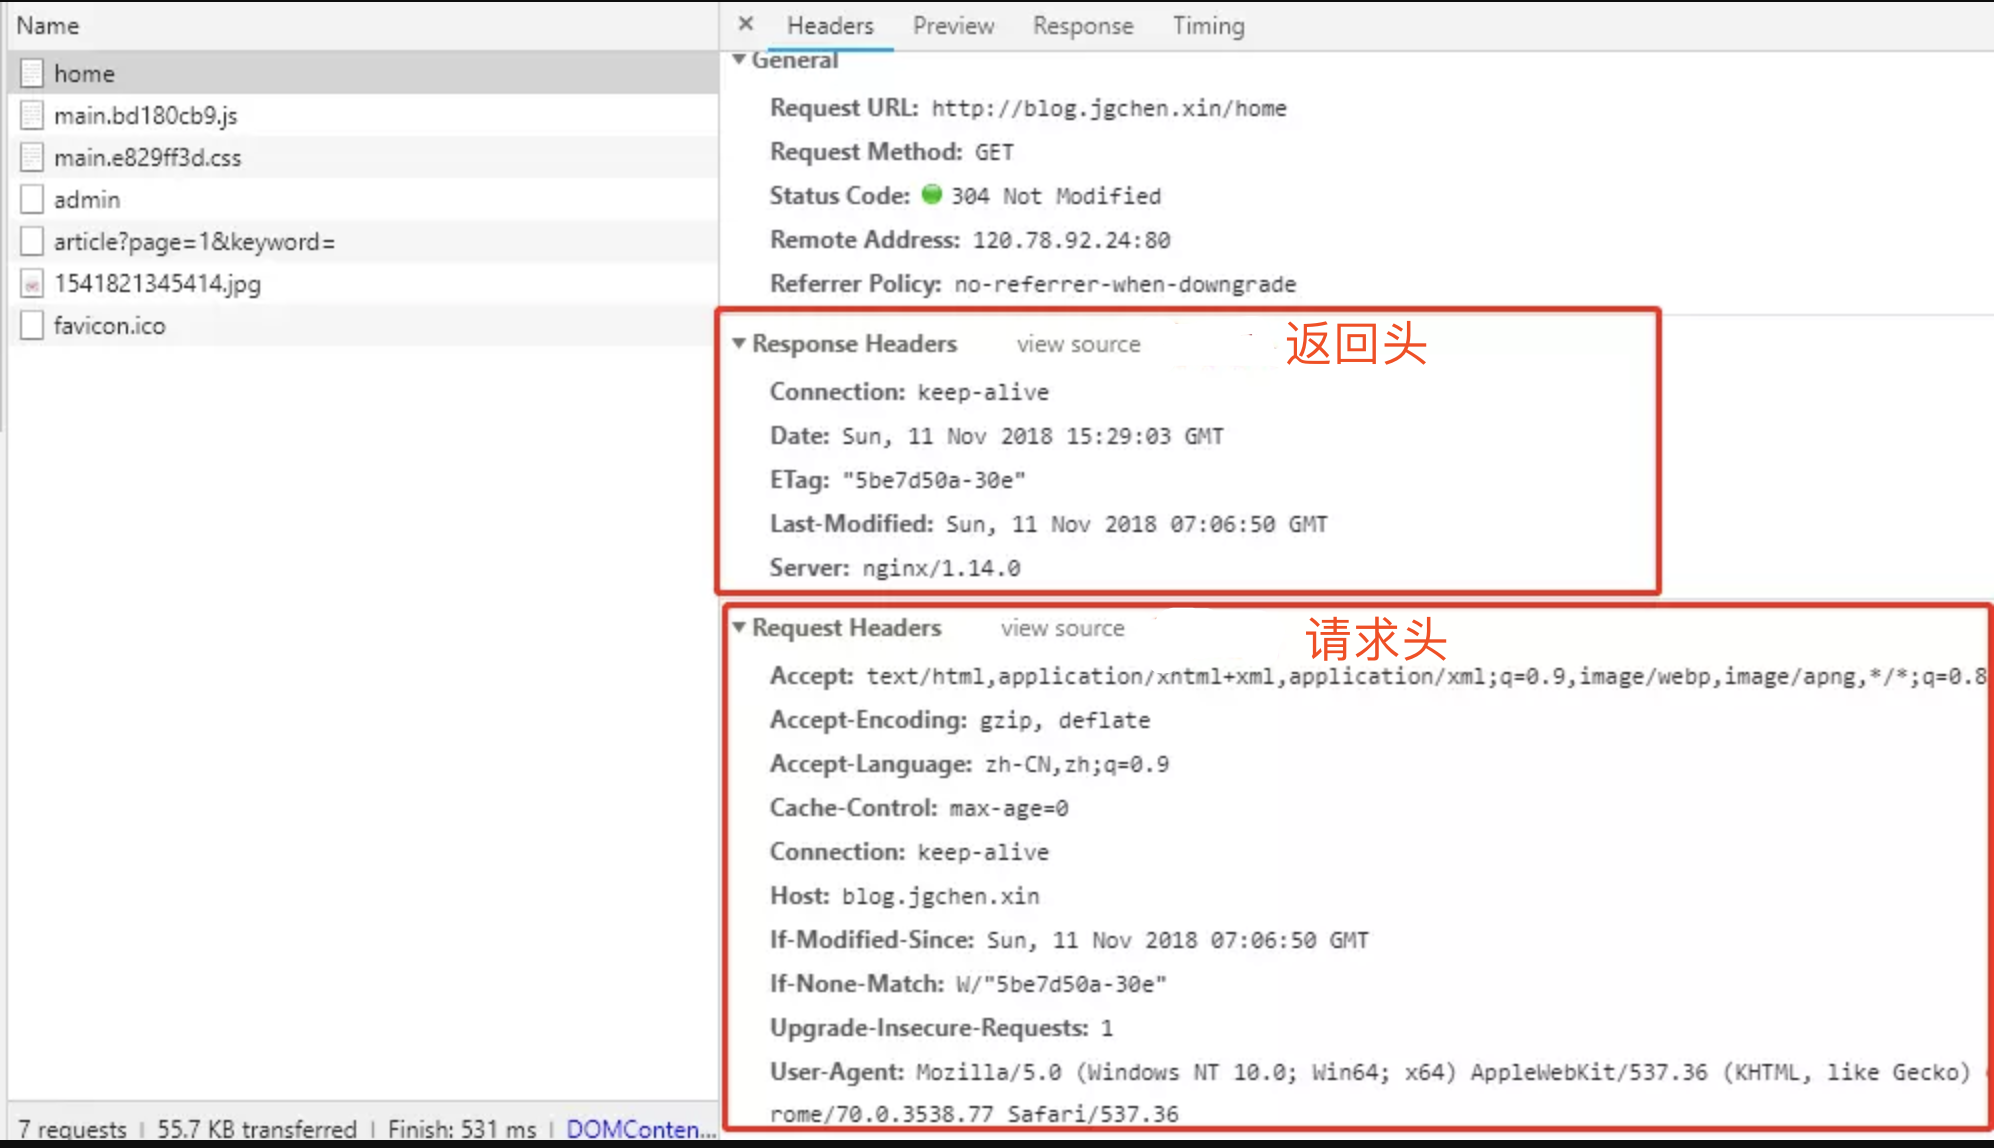 Name
home
main.bd180cb9.js
main.e829ff3d.css
admin
article?page=1&keyword=
1541821345414.jpg
favicon.ico
7 requests | 55.7 KB transferred | Finish: 531 ms | DOMConten...
× Headers Preview Response Timing
▼ General
Request URL: http://blog.jgchen.xin/home
Request Method: GET
Status Code: 304 Not Modified
Remote Address: 120.78.92.24:80
Referrer Policy: no-referrer-when-downgrade
▼ Response Headers view source 返回头
Connection: keep-alive
Date: Sun, 11 Nov 2018 15:29:03 GMT
ETag: "5be7d50a-30e"
Last-Modified: Sun, 11 Nov 2018 07:06:50 GMT
Server: nginx/1.14.0
▼ Request Headers view source 请求头
Accept: text/html,application/xntml+xml,application/xml;q=0.9,image/webp,image/apng,*/*;q=0.8
Accept-Encoding: gzip, deflate
Accept-Language: zh-CN,zh;q=0.9
Cache-Control: max-age=0
Connection: keep-alive
Host: blog.jgchen.xin
If-Modified-Since: Sun, 11 Nov 2018 07:06:50 GMT
If-None-Match: W/"5be7d50a-30e"
Upgrade-Insecure-Requests: 1
User-Agent: Mozilla/5.0 (Windows NT 10.0; Win64; x64) AppleWebKit/537.36 (KHTML, like Gecko)
rome/70.0.3538.77 Safari/537.36